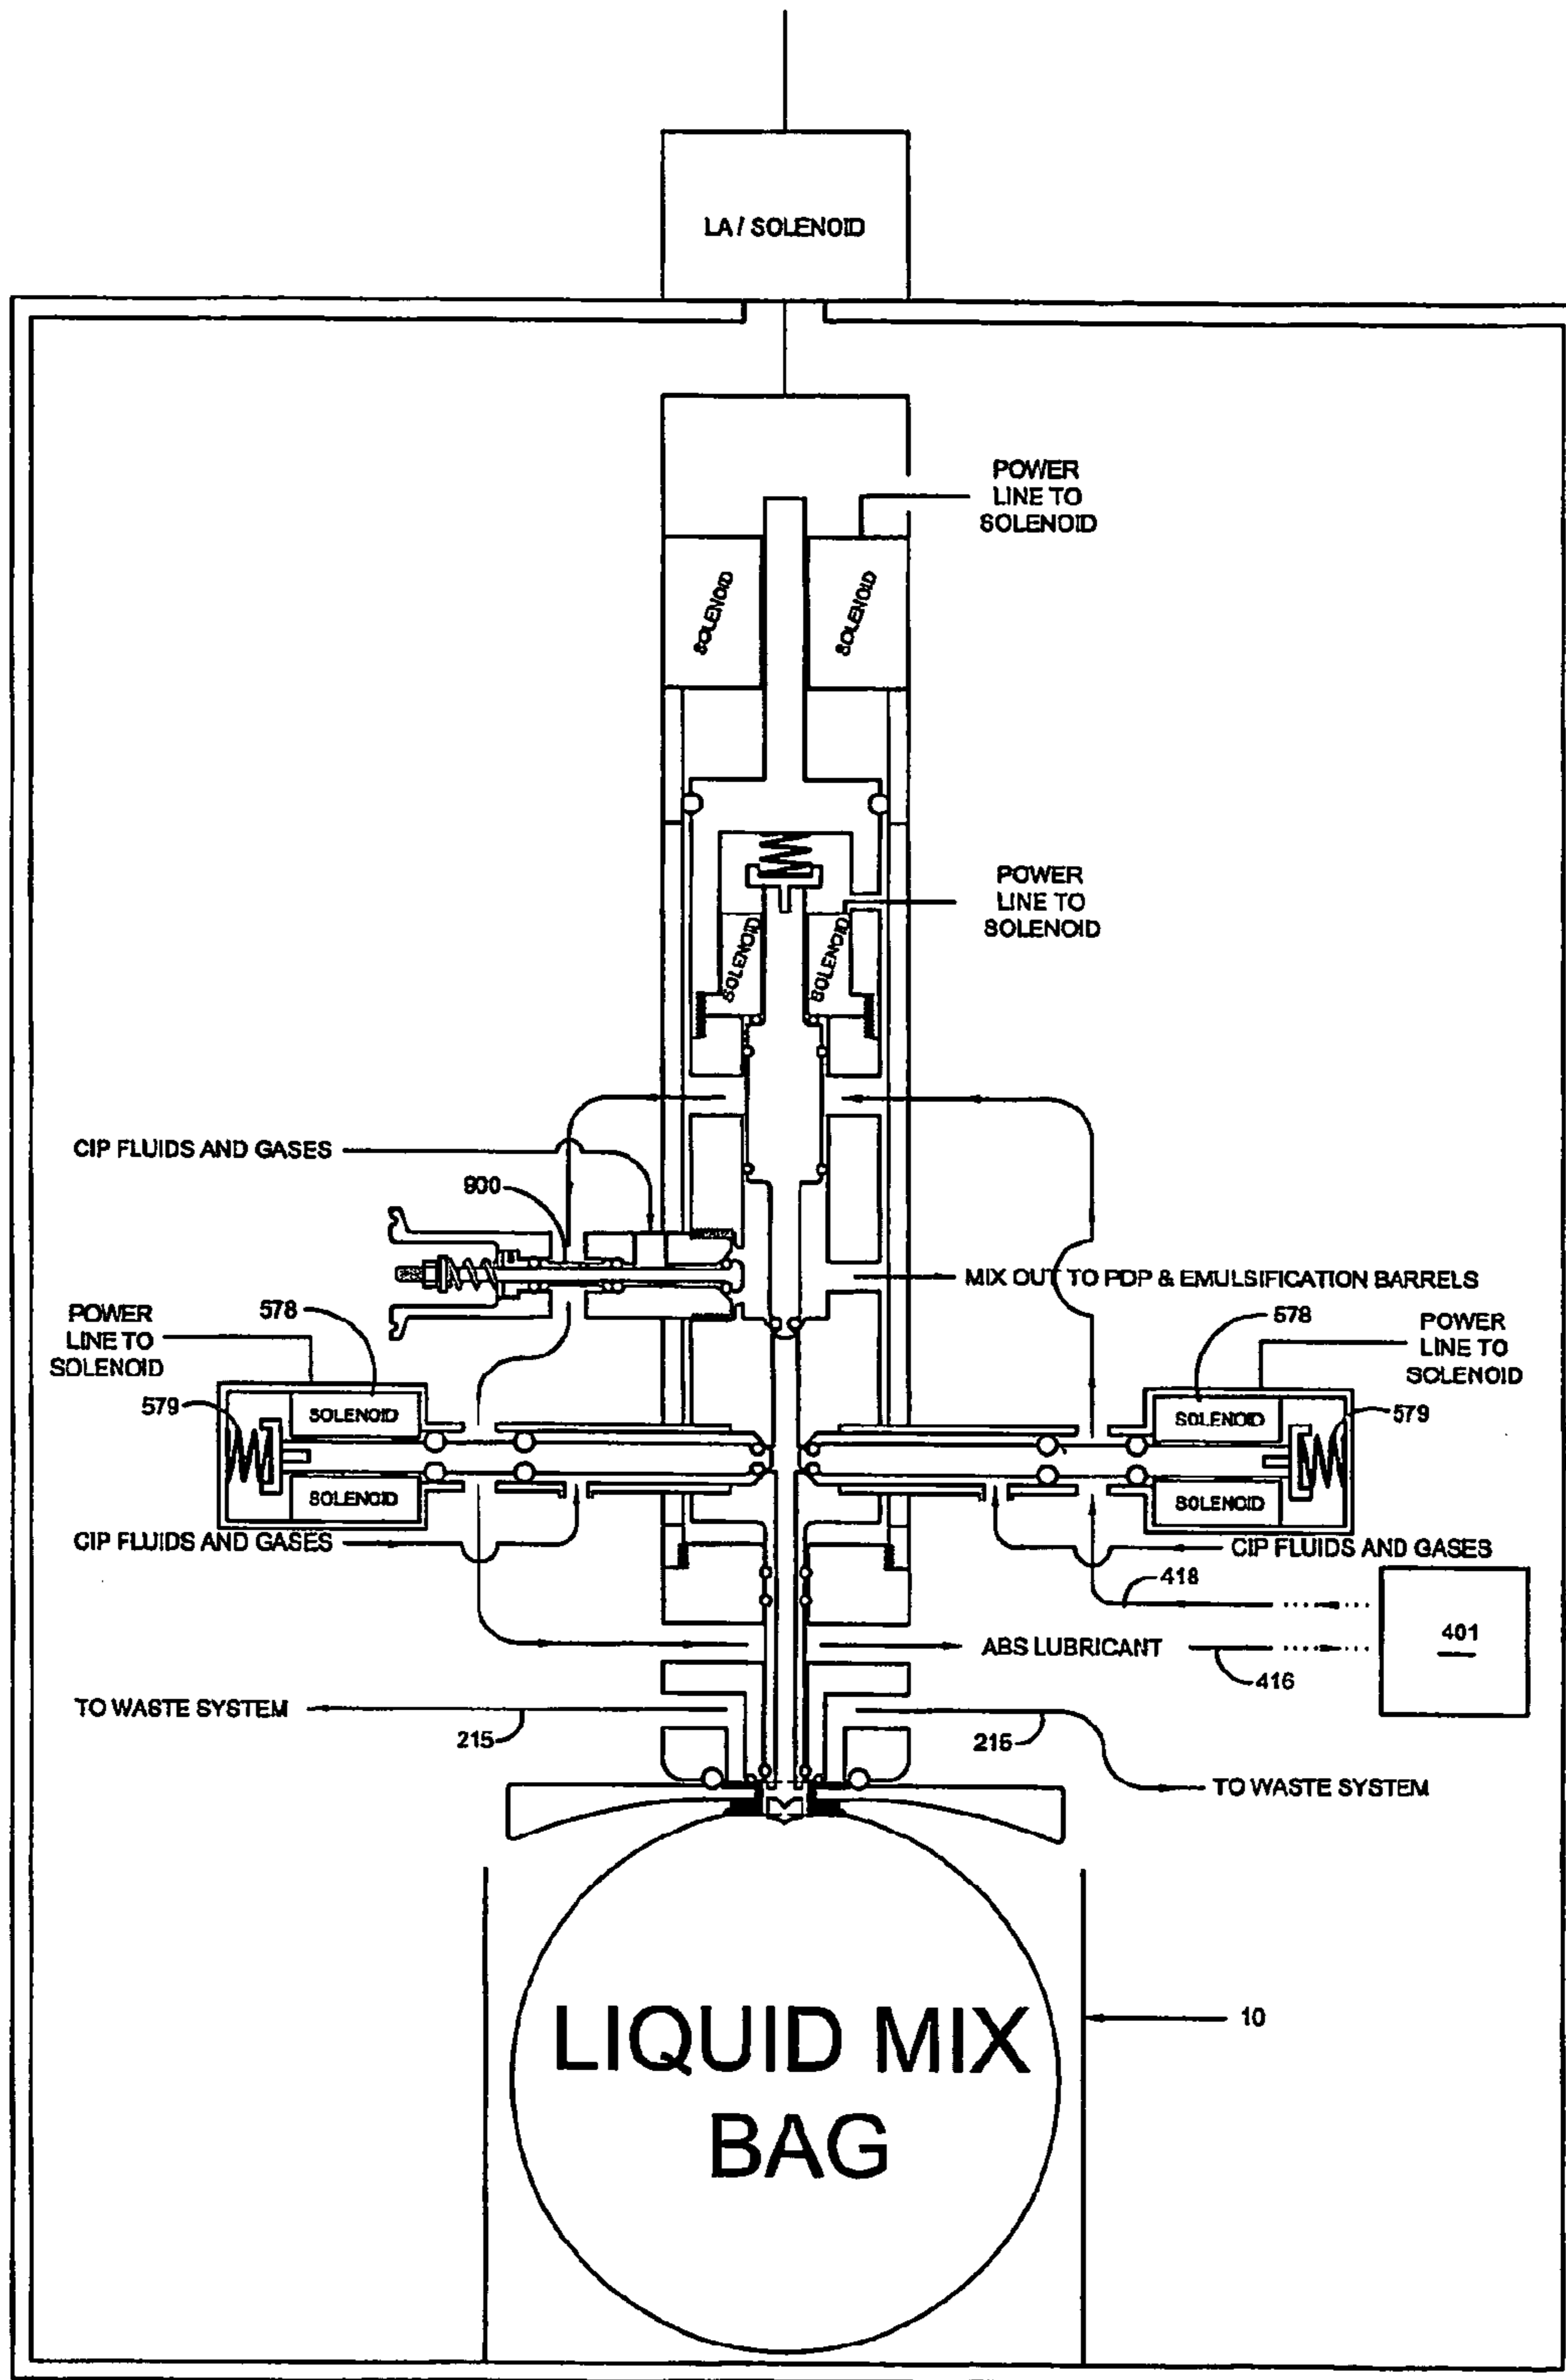 LA / SOLENOID
POWER
LINE TO
SOLENOID
SOLENOID
SOLENOID
POWER
LINE TO
SOLENOID
SOLENOID
SOLENOID
CIP FLUIDS AND GASES
900
MIX OUT TO PDP & EMULSIFICATION BARRELS
POWER
LINE TO
SOLENOID
578
578
POWER
LINE TO
SOLENOID
579
SOLENOID
SOLENOID
579
SOLENOID
SOLENOID
CIP FLUIDS AND GASES
CIP FLUIDS AND GASES
418
401
ABS LUBRICANT
416
TO WASTE SYSTEM
215
215
TO WASTE SYSTEM
10
LIQUID MIX
BAG